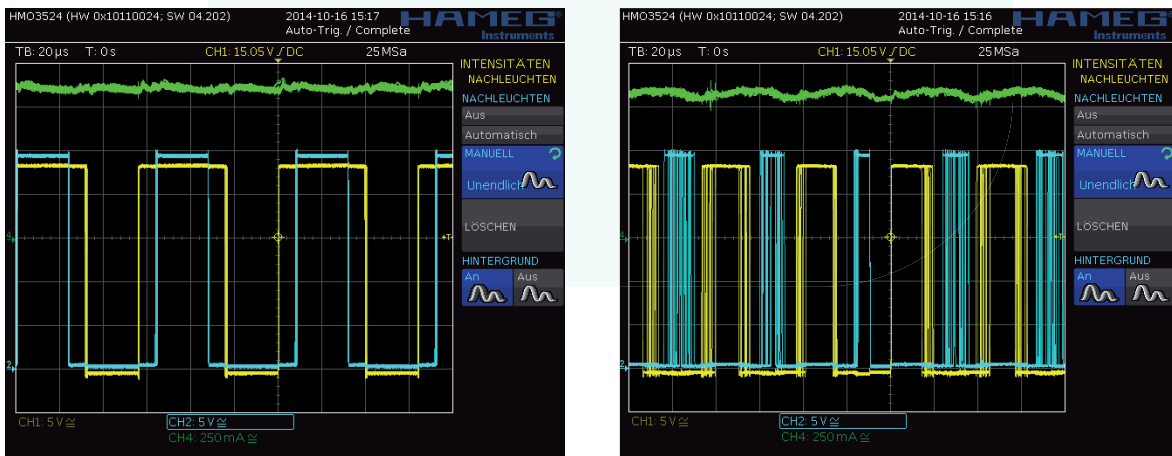 HMO3524 (HW 0x10110024; SW 04.202)
2014-10-16 15:17
Auto-Trig. / Complete
HAMEG
Instruments
TB: 20 µs T: 0 s CH1: 15.05 V / DC 25 MSa
INTENSITÄTEN
NACHLEUCHTEN
NACHLEUCHTEN
Aus
Automatisch
MANUELL
Unendlich
LÖSCHEN
HINTERGRUND
An Aus
4
2
T
CH1: 5 V ≅
CH2: 5 V ≅
CH4: 250 mA ≅
HMO3524 (HW 0x10110024; SW 04.202)
2014-10-16 15:16
Auto-Trig. / Complete
HAMEG
Instruments
TB: 20 µs T: 0 s CH1: 15.05 V / DC 25 MSa
INTENSITÄTEN
NACHLEUCHTEN
NACHLEUCHTEN
Aus
Automatisch
MANUELL
Unendlich
LÖSCHEN
HINTERGRUND
An Aus
4
2
T
CH1: 5 V ≅
CH2: 5 V ≅
CH4: 250 mA ≅